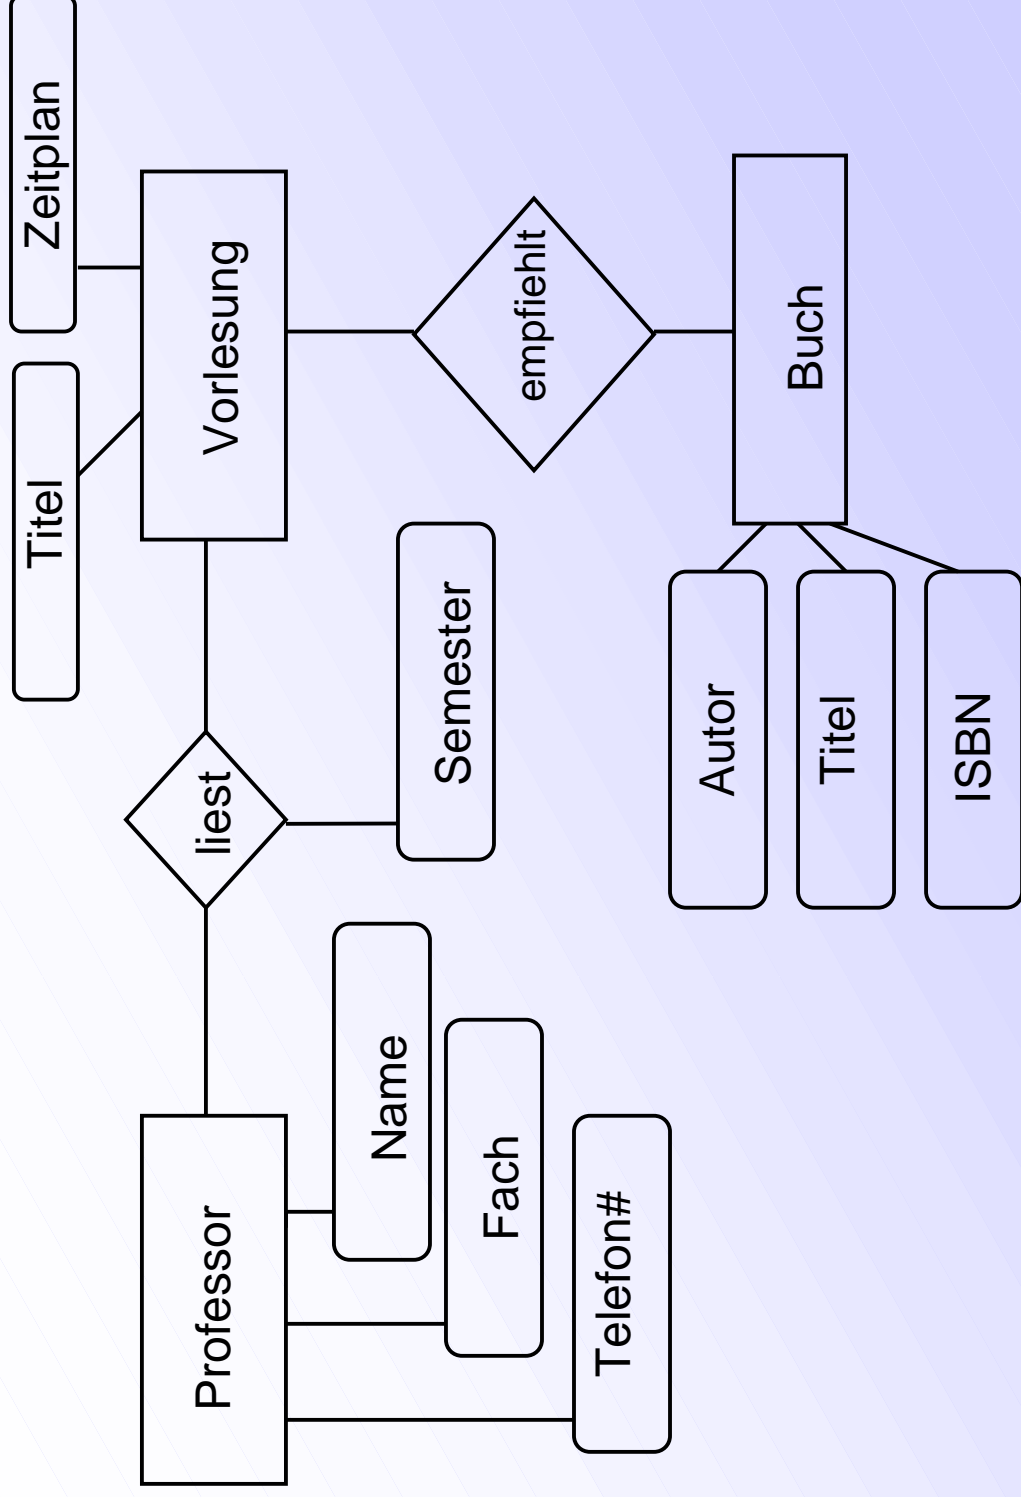 Zeitplan
Titel
Vorlesung
empfiehlt
Buch
liest
Semester
Autor
Titel
ISBN
Professor
Name
Fach
Telefon#